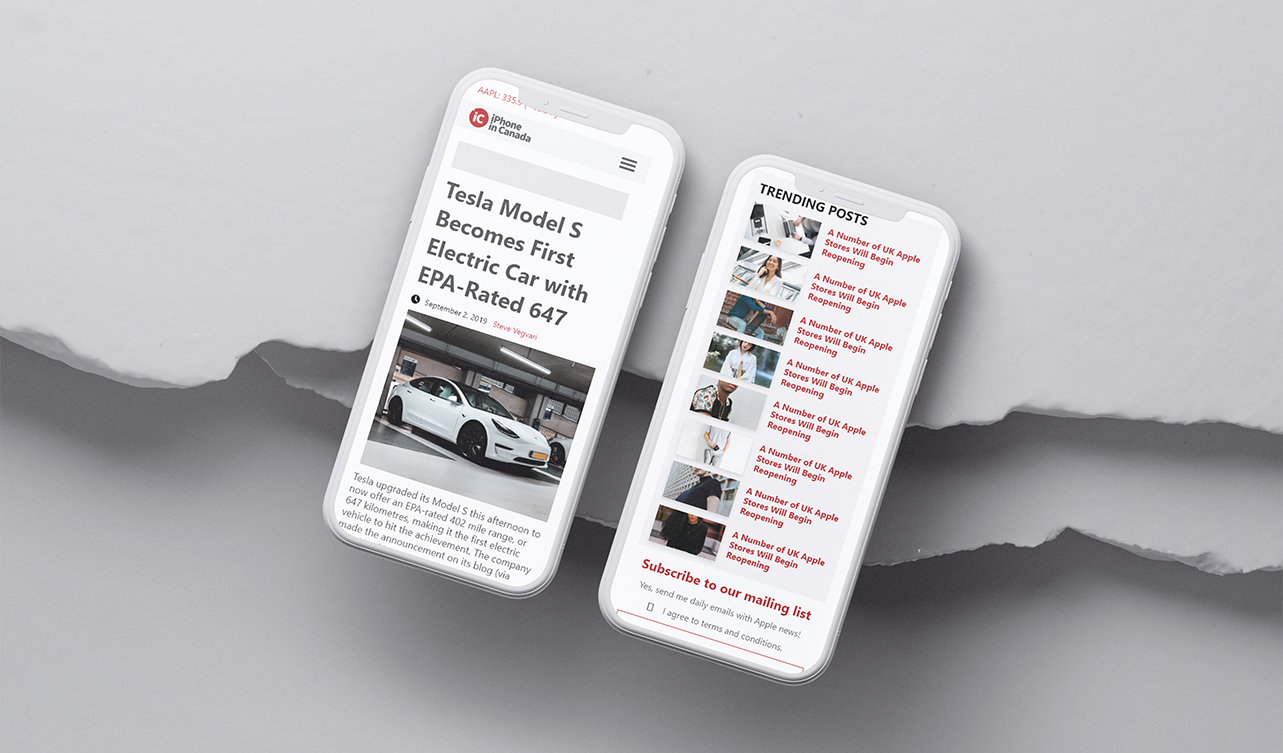 AAPL: 335.
iC iPhone
in Canada
Tesla Model S
Becomes First
Electric Car with
EPA-Rated 647
September 2, 2019 Steve Vegvari
Tesla upgraded its Model S this afternoon to
now offer an EPA-rated 402 mile range, or
647 kilometres, making it the first electric
vehicle to hit the achievement. The company
made the announcement on its blog (via
TRENDING POSTS
A Number of UK Apple
Stores Will Begin
Reopening
A Number of UK Apple
Stores Will Begin
Reopening
A Number of UK Apple
Stores Will Begin
Reopening
A Number of UK Apple
Stores Will Begin
Reopening
A Number of UK Apple
Stores Will Begin
Reopening
A Number of UK Apple
Stores Will Begin
Reopening
A Number of UK Apple
Stores Will Begin
Reopening
A Number of UK Apple
Stores Will Begin
Reopening
Subscribe to our mailing list
Yes, send me daily emails with Apple news!
I agree to terms and conditions.